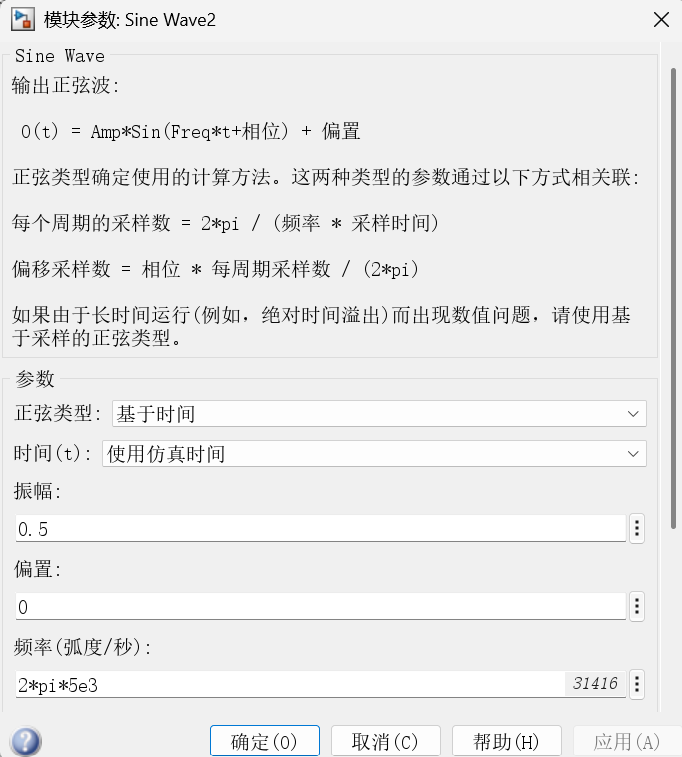 模块参数: Sine Wave2
Sine Wave
输出正弦波:
O(t) = Amp*Sin(Freq*t+相位) + 偏置
正弦类型确定使用的计算方法。这两种类型的参数通过以下方式相关联:
每个周期的采样数 = 2*pi / (频率 * 采样时间)
偏移采样数 = 相位 * 每周期采样数 / (2*pi)
如果由于长时间运行(例如，绝对时间溢出)而出现数值问题，请使用基
于采样的正弦类型。
参数
正弦类型: 基于时间
时间(t): 使用仿真时间
振幅:
0.5
偏置:
0
频率(弧度/秒):
2*pi*5e3 31416
确定(O) 取消(C) 帮助(H) 应用(A)